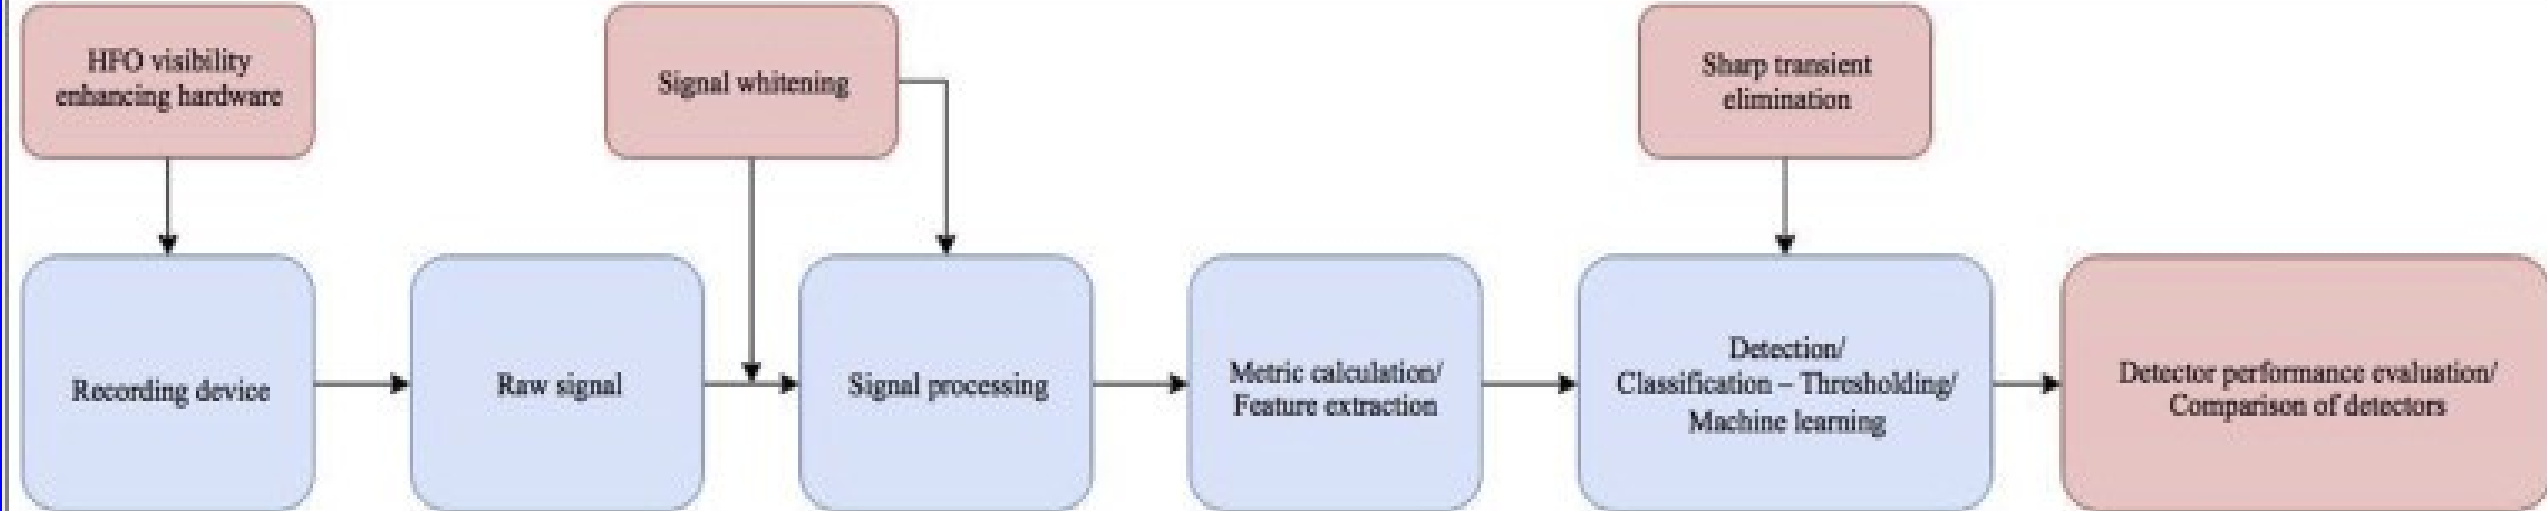 HFO visibility
enhancing hardware
Signal whitening
Sharp transient
elimination
Recording device
Raw signal
Signal processing
Metric calculation/
Feature extraction
Detection/
Classification – Thresholding/
Machine learning
Detector performance evaluation/
Comparison of detectors